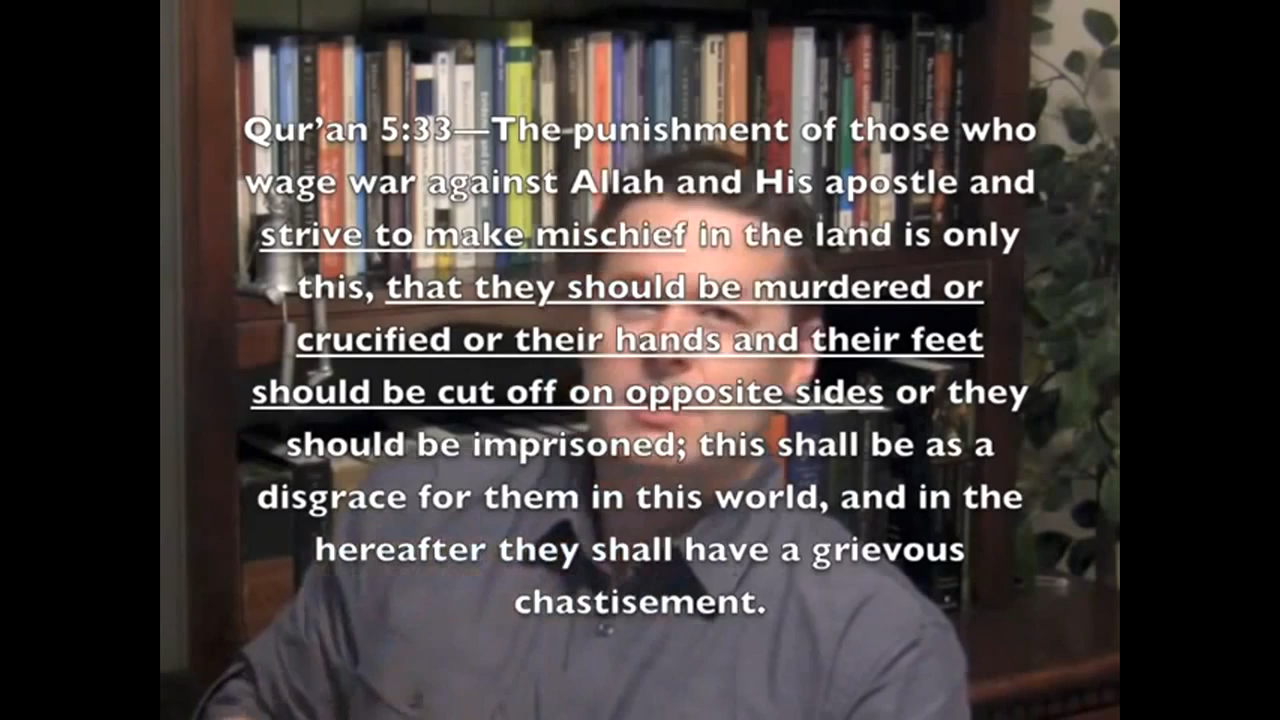 Qur'an 5:33—The punishment of those who
wage war against Allah and His apostle and
strive to make mischief in the land is only
this, that they should be murdered or
crucified or their hands and their feet
should be cut off on opposite sides or they
should be imprisoned; this shall be as a
disgrace for them in this world, and in the
hereafter they shall have a grievous
chastisement.